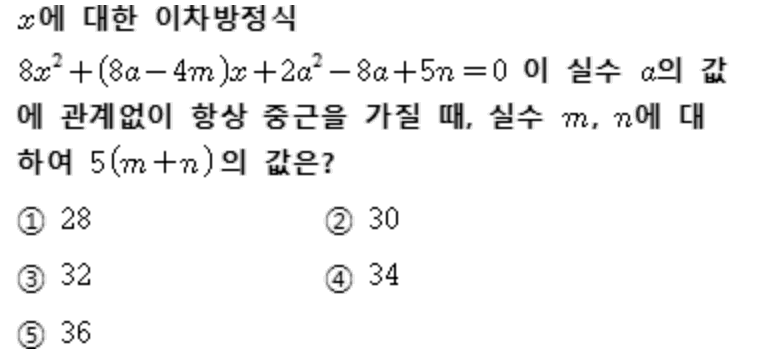 x에 대한 이차방정식
8x²+(8a−4m)x+2a²−8a+5n=0 이 실수 a의 값
에 관계없이 항상 중근을 가질 때, 실수 m, n에 대
하여 5(m+n)의 값은?
① 28 ② 30
③ 32 ④ 34
⑤ 36